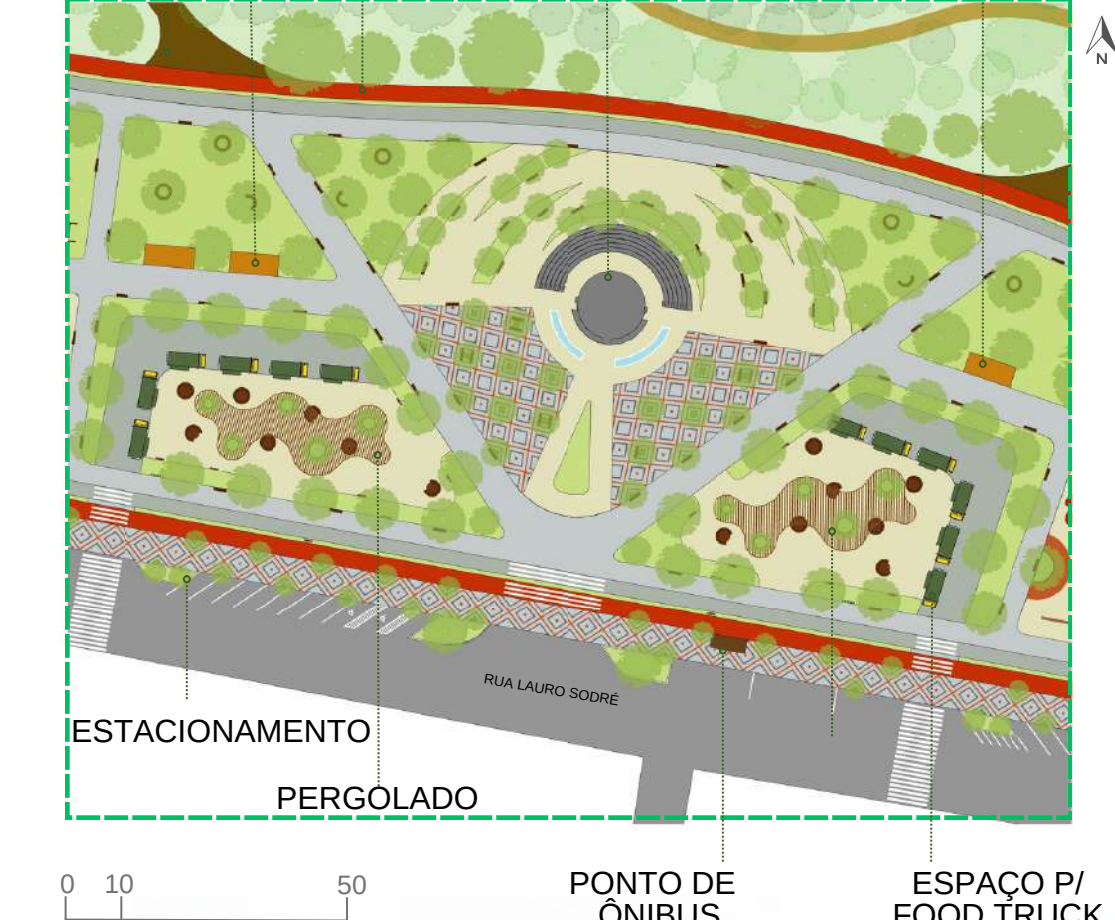 N
RUA LAURO SODRÉ
ESTACIONAMENTO
PERGOLADO
0 10 50
PONTO DE
ÔNIBUS
ESPAÇO P/
FOOD TRUCK